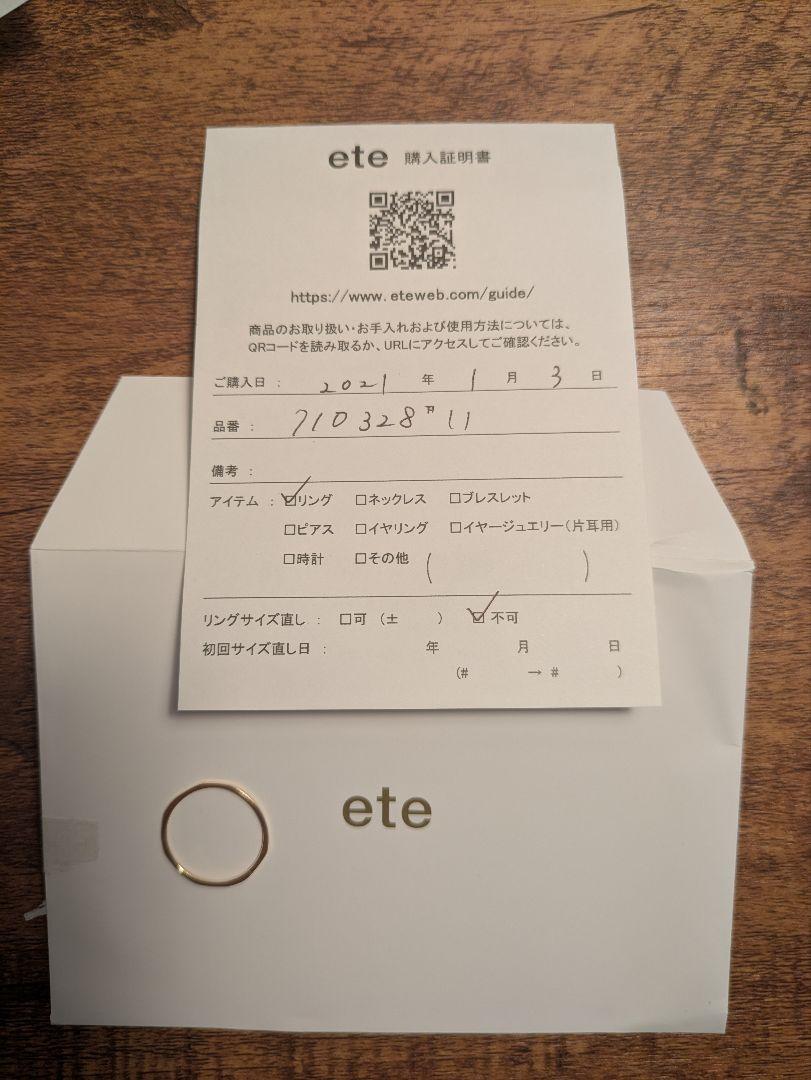 ete 購入証明書
https://www.eteweb.com/guide/
商品のお取り扱い・お手入れおよび使用方法については、
QRコードを読み取るか、URLにアクセスしてご確認ください。
ご購入日 : 2021 年 1 月 3 日
品番 : 710328 11
備考 :
アイテム : ☑リング □ネックレス □ブレスレット
□ピアス □イヤリング □イヤージュエリー(片耳用)
□時計 □その他 ( )
リングサイズ直し : □可 (± ) ☑不可
初回サイズ直し日 : 年 月 日
(# → # )
ete